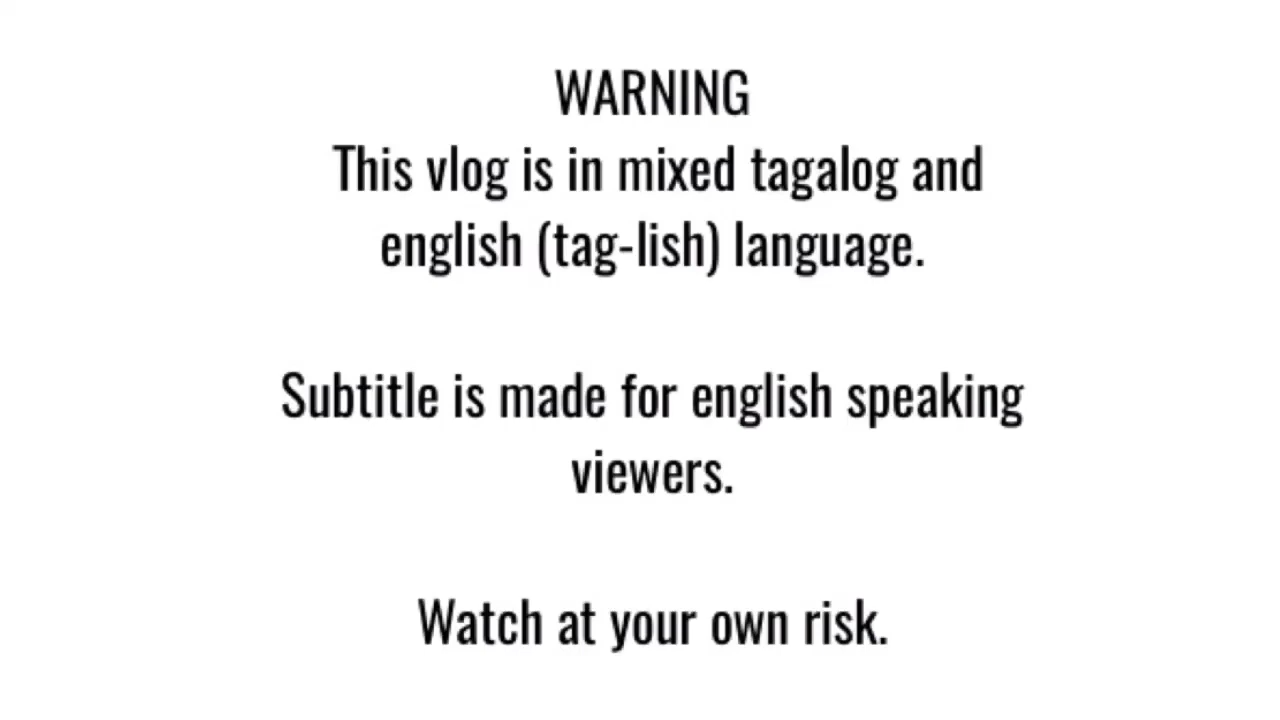 WARNING
This vlog is in mixed tagalog and
english (tag-lish) language.
Subtitle is made for english speaking
viewers.
Watch at your own risk.